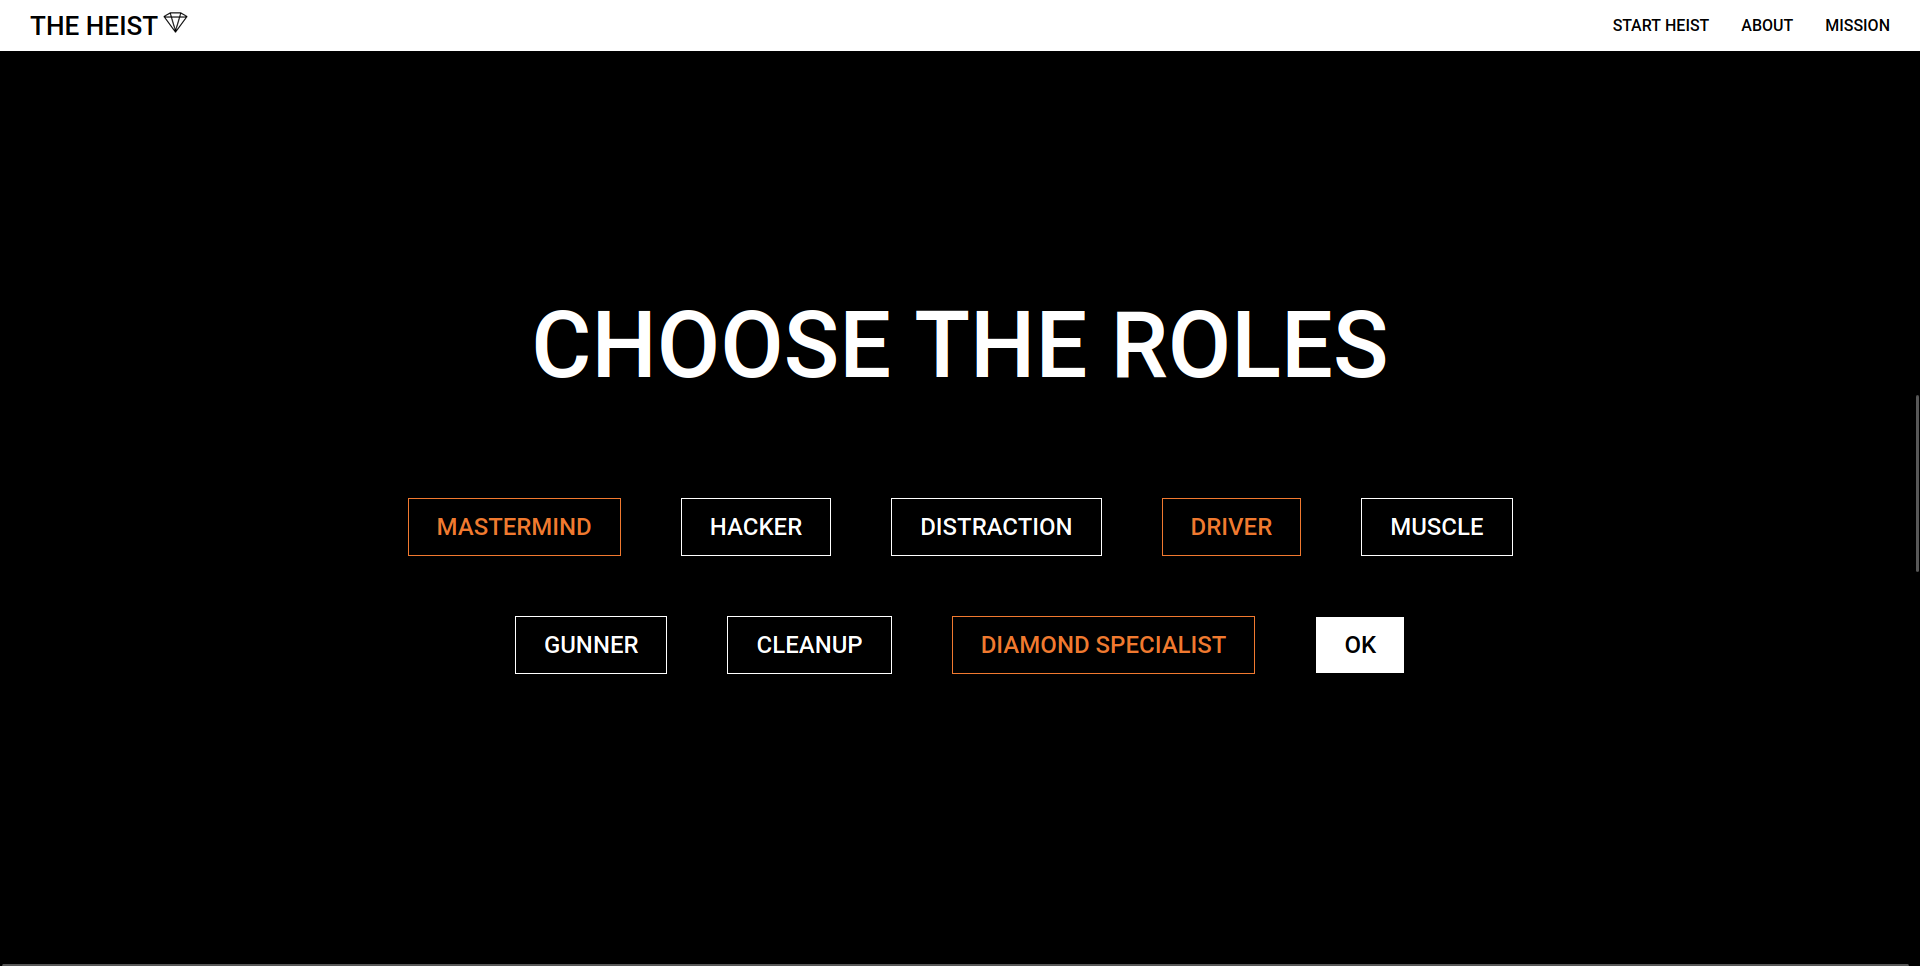 THE HEIST
START HEIST ABOUT MISSION
CHOOSE THE ROLES
MASTERMIND HACKER DISTRACTION DRIVER MUSCLE
GUNNER CLEANUP DIAMOND SPECIALIST OK